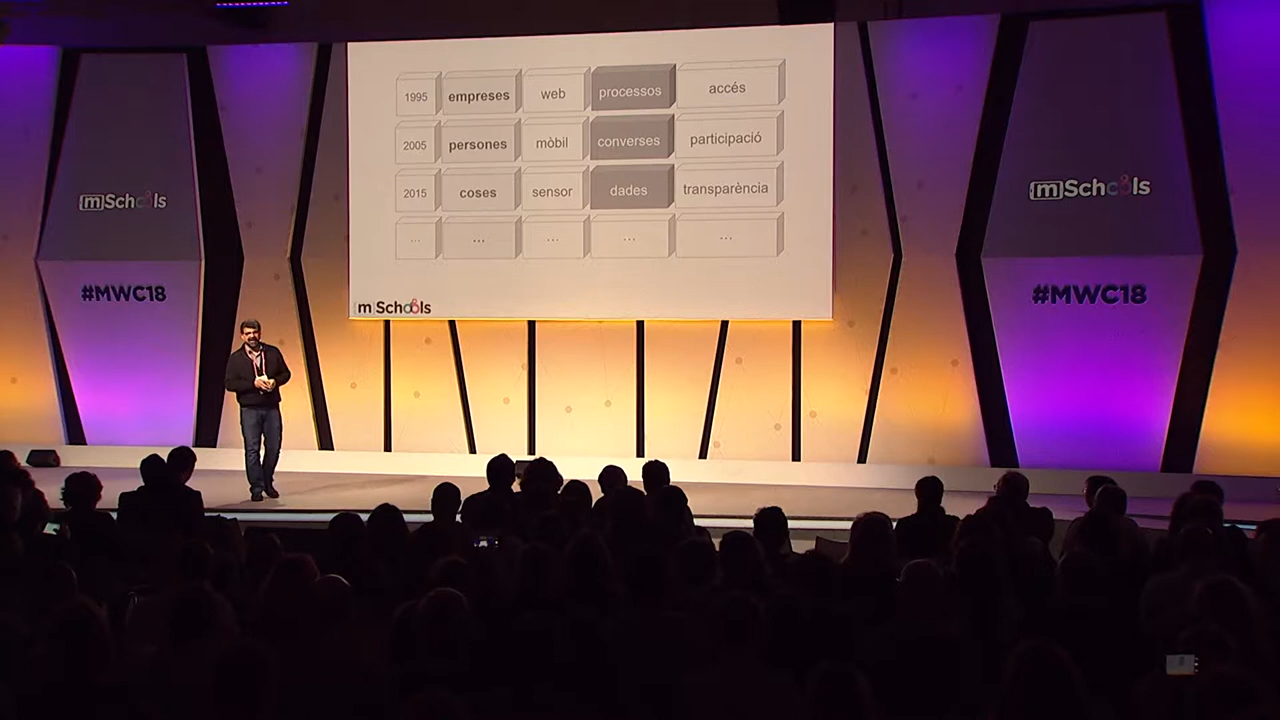 1995 empreses web processos accés
2005 persones mòbil converses participació
2015 coses sensor dades transparència
... ... ... ... ...
mSchools
mSchools
#MWC18
mSchools
#MWC18